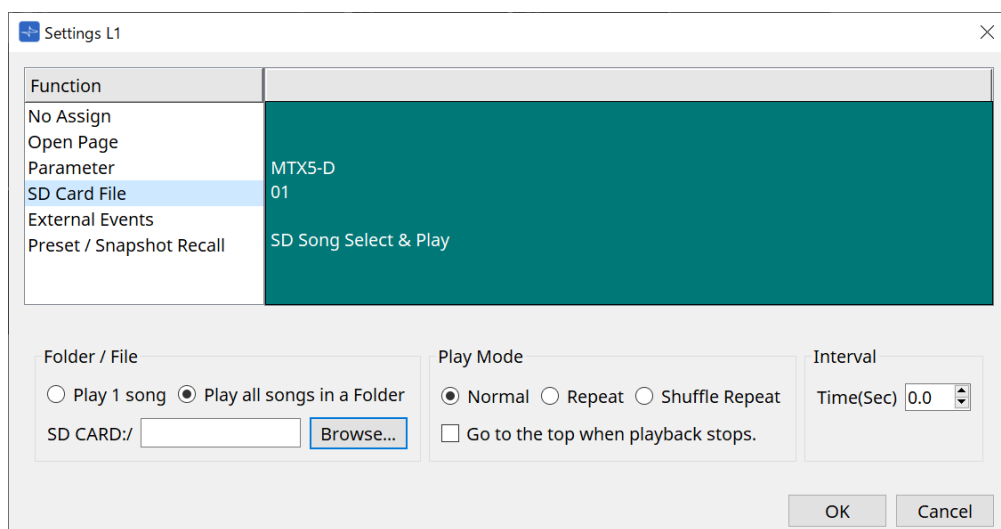 Settings L1
Function
No Assign
Open Page
Parameter
SD Card File
External Events
Preset / Snapshot Recall
MTX5-D
01
SD Song Select & Play
Folder / File
Play 1 song Play all songs in a Folder
SD CARD:/ Browse...
Play Mode
Normal Repeat Shuffle Repeat
Go to the top when playback stops.
Interval
Time(Sec) 0.0
OK Cancel